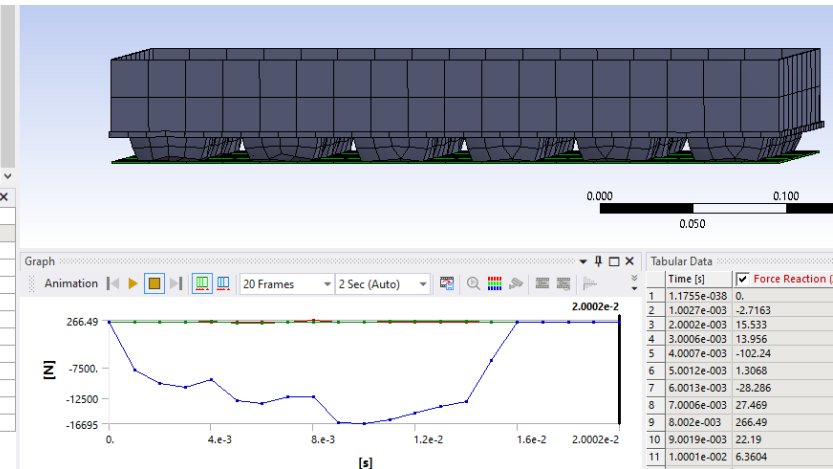 0.000
0.100
0.050
Graph
Animation
20 Frames
2 Sec (Auto)
2.0002e-2
266.49
-7500.
-12500
-16695
[N]
0.
4.e-3
8.e-3
1.2e-2
1.6e-2
2.0002e-2
[s]
Tabular Data
Time [s] Force Reaction (
1 1.1755e-038 0.
2 1.0027e-003 -2.7163
3 2.0002e-003 15.533
4 3.0006e-003 13.956
5 4.0007e-003 -102.24
6 5.0012e-003 1.3068
7 6.0013e-003 -28.286
8 7.0006e-003 27.469
9 8.002e-003 266.49
10 9.0019e-003 22.19
11 1.0001e-002 6.3604